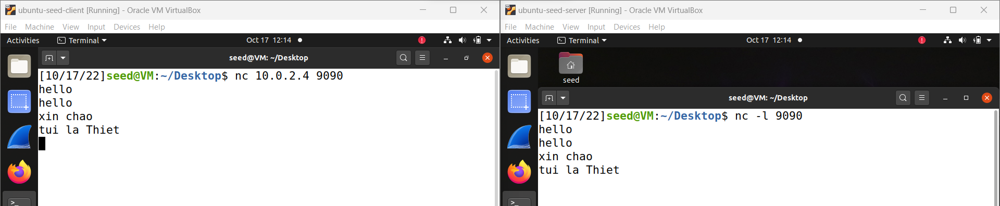 ubuntu-seed-client [Running] - Oracle VM VirtualBox
File Machine View Input Devices Help
Activities Terminal Oct 17 12:14
seed@VM: ~/Desktop
[10/17/22]seed@VM:~/Desktop$ nc 10.0.2.4 9090
hello
hello
xin chao
tui la Thiet
ubuntu-seed-server [Running] - Oracle VM VirtualBox
File Machine View Input Devices Help
Activities Terminal Oct 17 12:14
seed
seed@VM: ~/Desktop
[10/17/22]seed@VM:~/Desktop$ nc -l 9090
hello
hello
xin chao
tui la Thiet